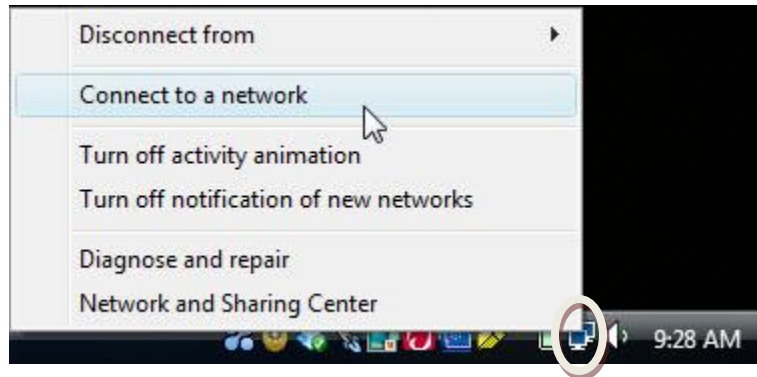 Disconnect from
Connect to a network
Turn off activity animation
Turn off notification of new networks
Diagnose and repair
Network and Sharing Center
9:28 AM